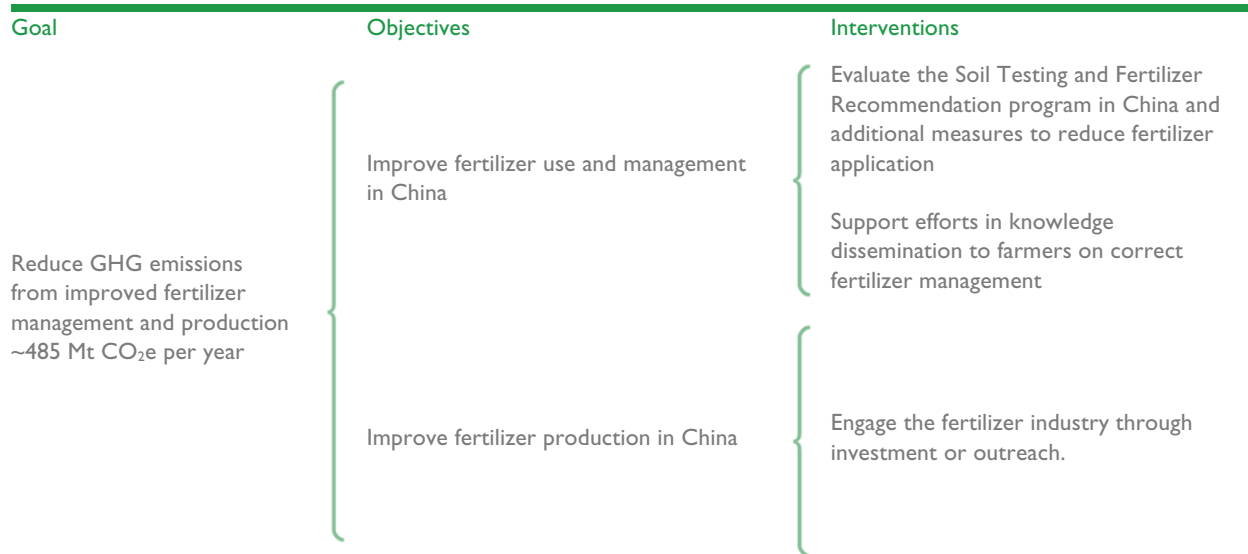 Goal
Objectives
Interventions
Reduce GHG emissions
from improved fertilizer
management and production
~485 Mt CO₂e per year
Improve fertilizer use and management
in China
Evaluate the Soil Testing and Fertilizer
Recommendation program in China and
additional measures to reduce fertilizer
application
Support efforts in knowledge
dissemination to farmers on correct
fertilizer management
Improve fertilizer production in China
Engage the fertilizer industry through
investment or outreach.